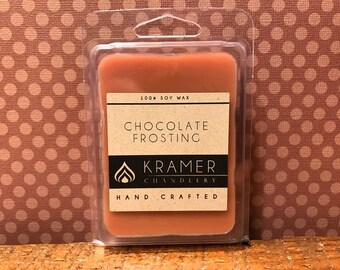 100% SOY WAX
CHOCOLATE
FROSTING
KRAMER
CHANDLERY
HAND CRAFTED